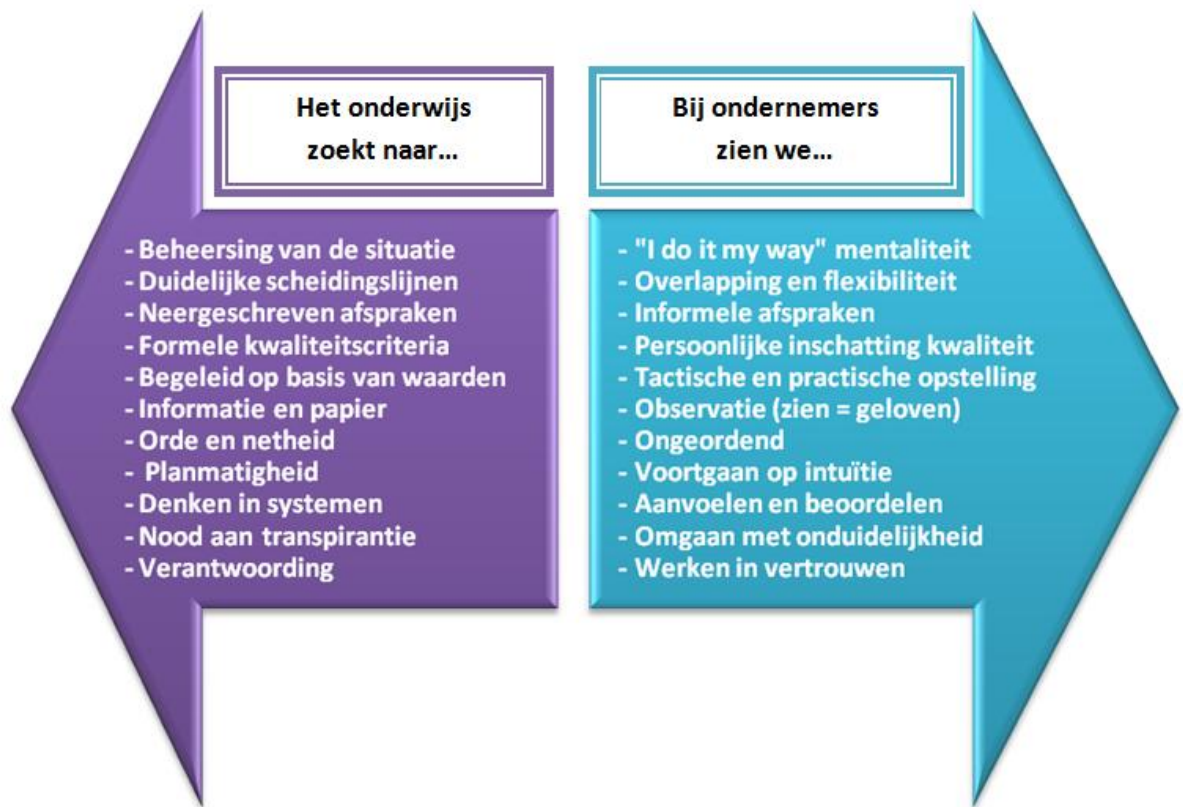 Het onderwijs
zoekt naar...
- Beheersing van de situatie
- Duidelijke scheidingslijnen
- Neergeschreven afspraken
- Formele kwaliteitscriteria
- Begeleid op basis van waarden
- Informatie en papier
- Orde en netheid
- Planmatigheid
- Denken in systemen
- Nood aan transpirantie
- Verantwoording
Bij ondernemers
zien we...
- "I do it my way" mentaliteit
- Overlapping en flexibiliteit
- Informele afspraken
- Persoonlijke inschatting kwaliteit
- Tactische en practische opstelling
- Observatie (zien = geloven)
- Ongeordend
- Voortgaan op intuïtie
- Aanvoelen en beoordelen
- Omgaan met onduidelijkheid
- Werken in vertrouwen